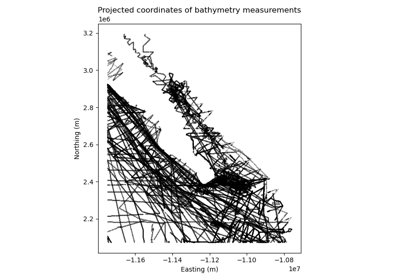 Projected coordinates of bathymetry measurements
1e6
3.2
3.0
2.8
2.6
2.4
2.2
Northing (m)
−1.16
−1.14
−1.12
−1.10
−1.08
Easting (m)
1e7